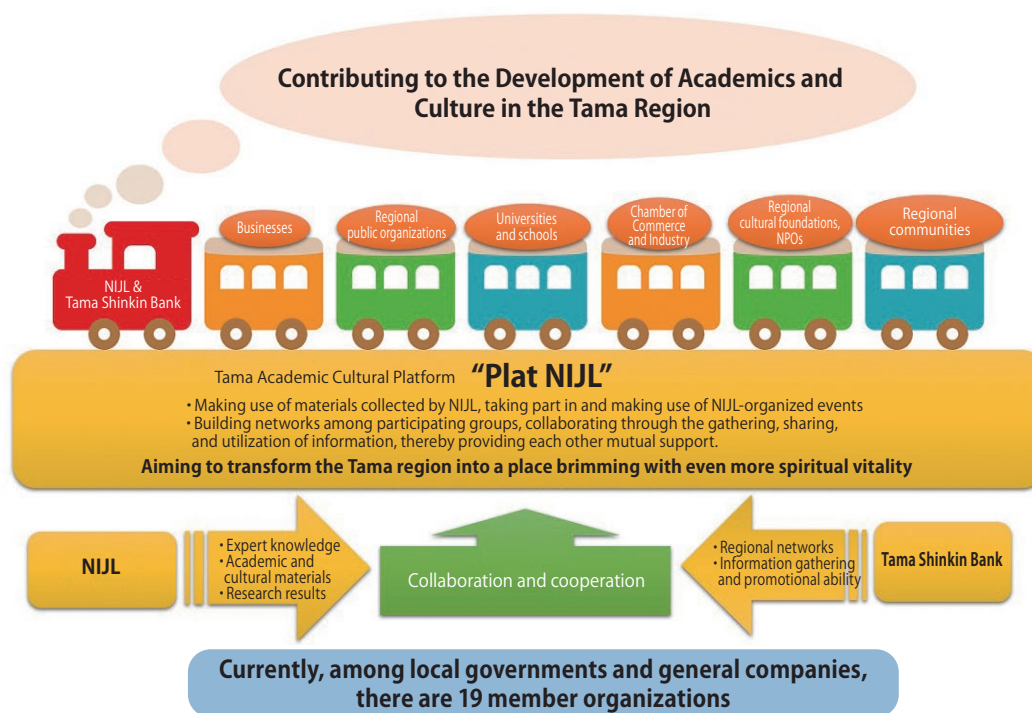 Contributing to the Development of Academics and
Culture in the Tama Region
NIJL &
Tama Shinkin Bank
Businesses
Regional
public organizations
Universities
and schools
Chamber of
Commerce
and Industry
Regional
cultural foundations,
NPOs
Regional
communities
Tama Academic Cultural Platform "Plat NIJL"
・Making use of materials collected by NIJL, taking part in and making use of NIJL-organized events
・Building networks among participating groups, collaborating through the gathering, sharing,
and utilization of information, thereby providing each other mutual support.
Aiming to transform the Tama region into a place brimming with even more spiritual vitality
NIJL
・Expert knowledge
・Academic and
cultural materials
・Research results
Collaboration and cooperation
・Regional networks
・Information gathering
and promotional ability
Tama Shinkin Bank
Currently, among local governments and general companies,
there are 19 member organizations